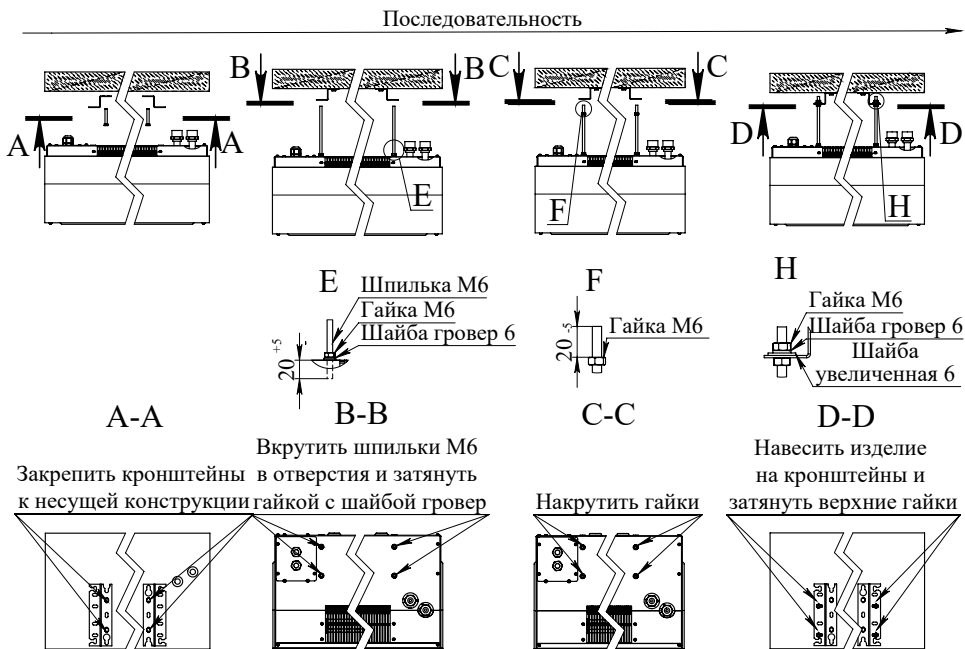 Последовательность
A
A
B
B
C
C
D
D
E
F
H
E
Шпилька М6
Гайка М6
Шайба гровер 6
20 +5
F
Гайка М6
20 -5
H
Гайка М6
Шайба гровер 6
Шайба
увеличенная 6
A-A
Закрепить кронштейны
к несущей конструкции
B-B
Вкрутить шпильки М6
в отверстия и затянуть
гайкой с шайбой гровер
C-C
Накрутить гайки
D-D
Навесить изделие
на кронштейны и
затянуть верхние гайки